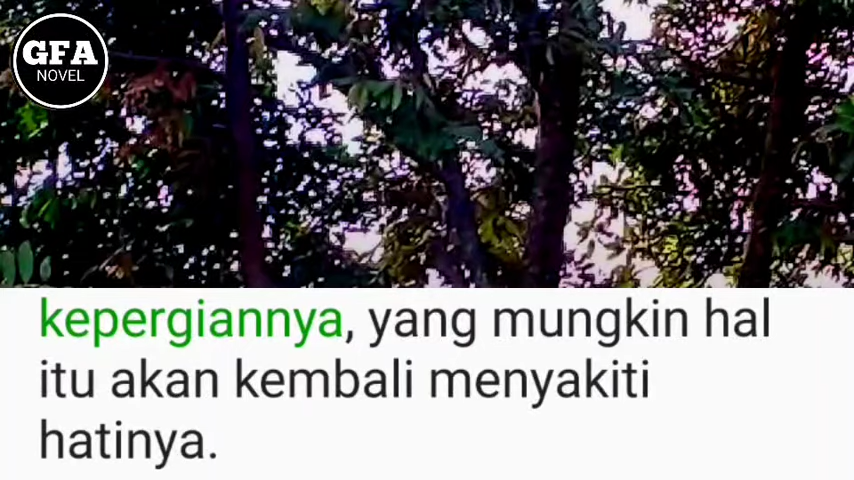 GFA
NOVEL
kepergiannya, yang mungkin hal
itu akan kembali menyakiti
hatinya.